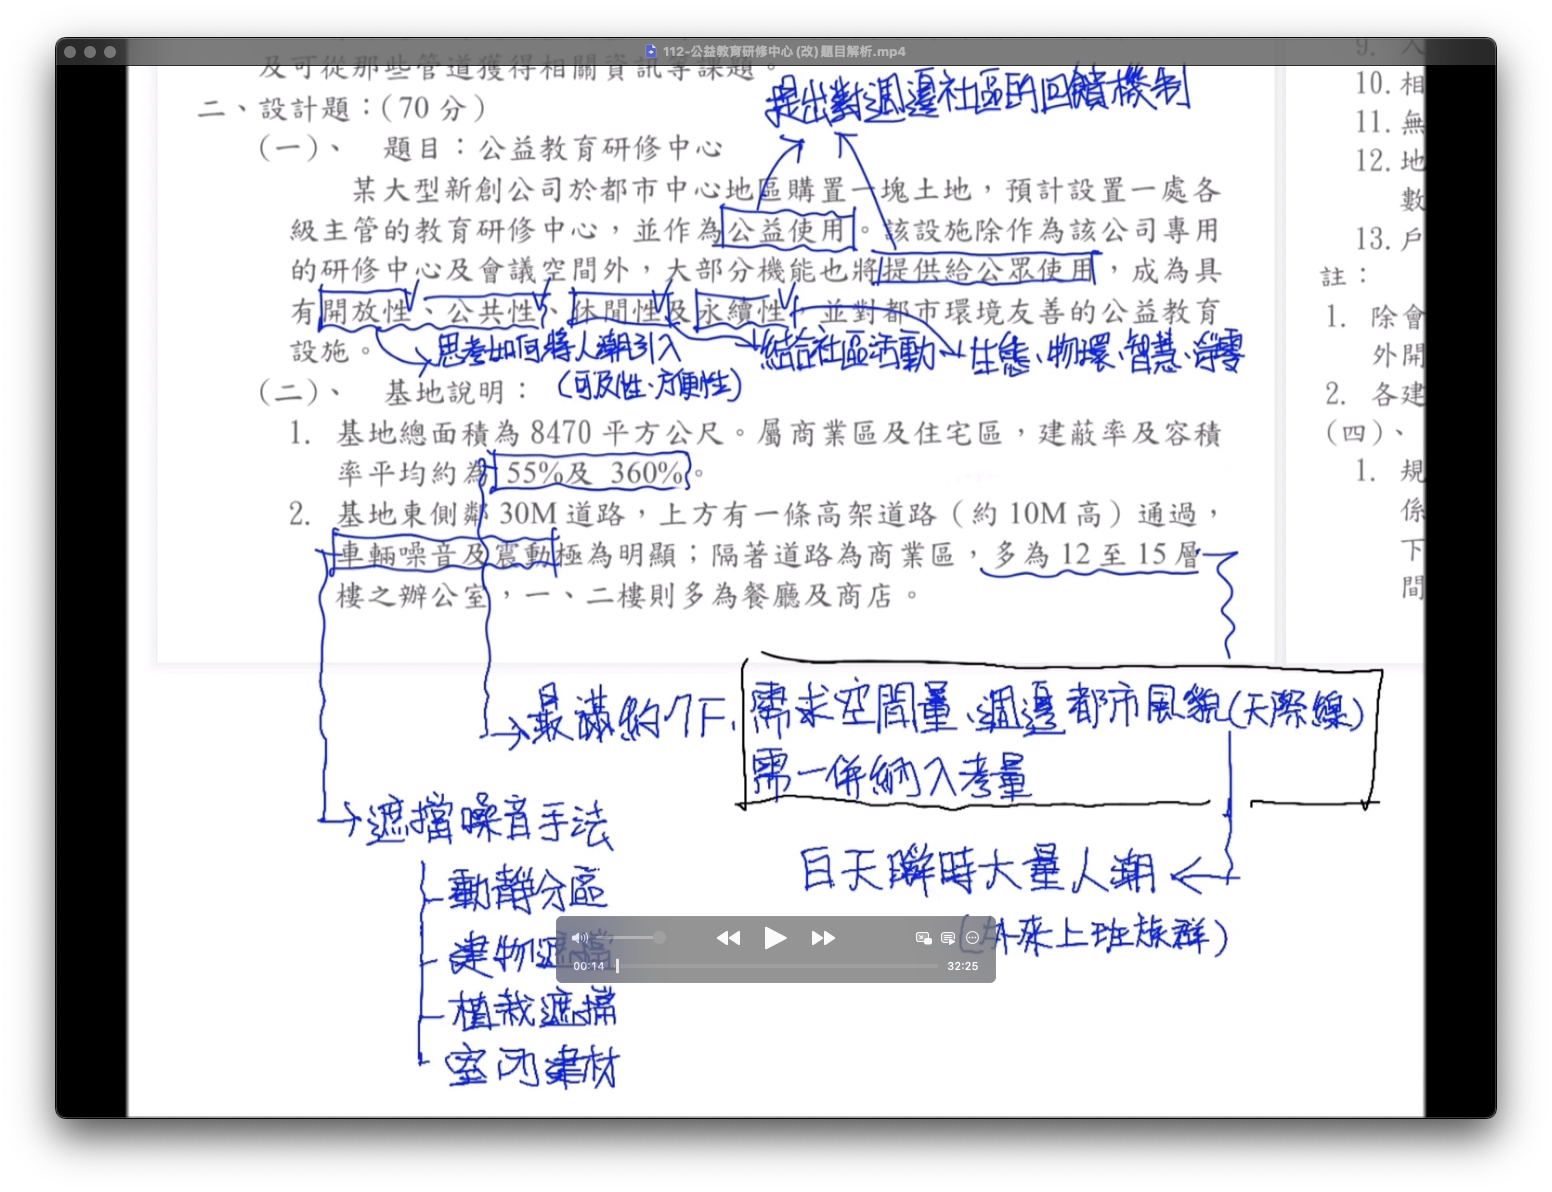 112-公益教育研修中心 (改) 題目解析.mp4
及可從那些管道獲得相關資訊等課題。
提出對週邊社區的回饋機制
二、設計題：(70 分)
(一)、 題目：公益教育研修中心
某大型新創公司於都市中心地區購置一塊土地，預計設置一處各
級主管的教育研修中心，並作為公益使用。該設施除作為該公司專用
的研修中心及會議空間外，大部分機能也將提供給公眾使用，成為具
有開放性、公共性、休閒性及永續性，並對都市環境友善的公益教育
設施。
思考如何將人潮引入
(可及性、方便性)
結合社區活動
生態、物環、智慧、淨零
(二)、 基地說明：
1. 基地總面積為 8470 平方公尺。屬商業區及住宅區，建蔽率及容積
率平均約為 55%及 360%。
2. 基地東側鄰 30M 道路，上方有一條高架道路（約 10M 高）通過，
車輛噪音及震動極為明顯；隔著道路為商業區，多為 12 至 15 層
樓之辦公室，一、二樓則多為餐廳及商店。
最滿約7F、需求空間量、週邊都市風貌(天際線)
需一併納入考量
遮擋噪音手法
動靜分區
建物遮擋
植栽遮擋
室內建材
白天瞬時大量人潮
(外來上班族群)
00:14
32:25
9. 人
10. 相
11. 無
12. 地
數
13. 戶
註：
1. 除會
外開
2. 各建
(四)、
1. 規
係
下
間